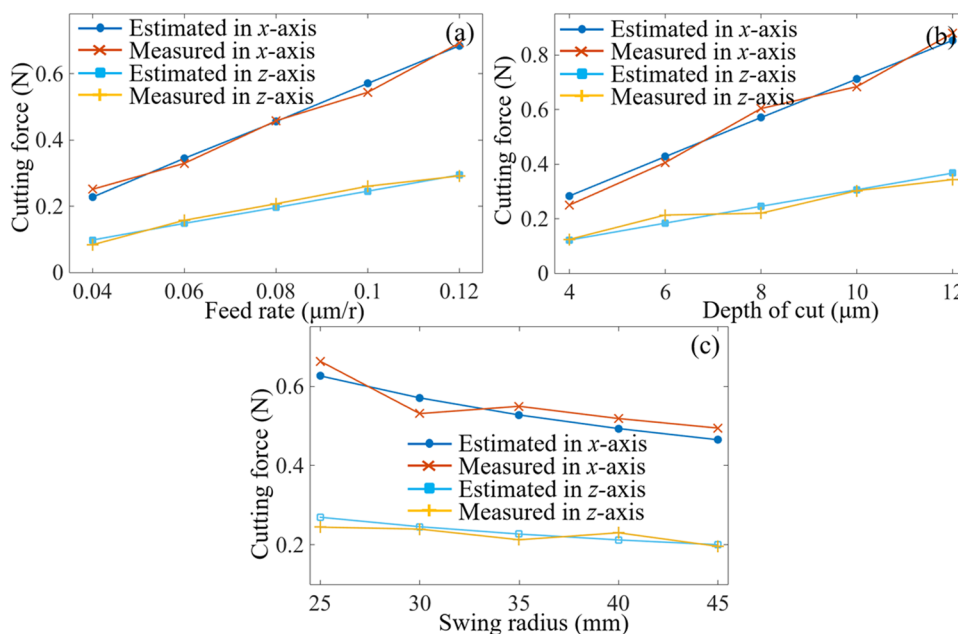 (a)
Estimated in x-axis
Measured in x-axis
Estimated in z-axis
Measured in z-axis
Cutting force (N)
0.6
0.4
0.2
0
0.04 0.06 0.08 0.1 0.12
Feed rate (μm/r)
(b)
Estimated in x-axis
Measured in x-axis
Estimated in z-axis
Measured in z-axis
Cutting force (N)
0.8
0.6
0.4
0.2
0
4 6 8 10 12
Depth of cut (μm)
(c)
Cutting force (N)
0.6
0.4
0.2
Estimated in x-axis
Measured in x-axis
Estimated in z-axis
Measured in z-axis
25 30 35 40 45
Swing radius (mm)